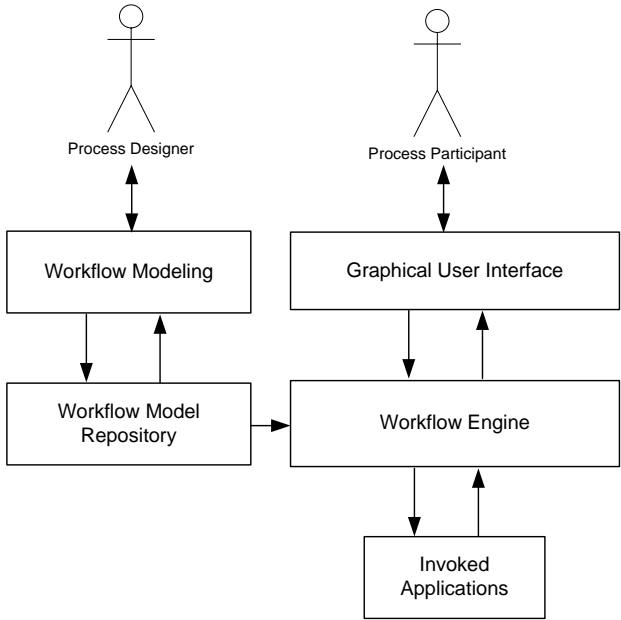 Process Designer
Process Participant
Workflow Modeling
Graphical User Interface
Workflow Model
Repository
Workflow Engine
Invoked
Applications